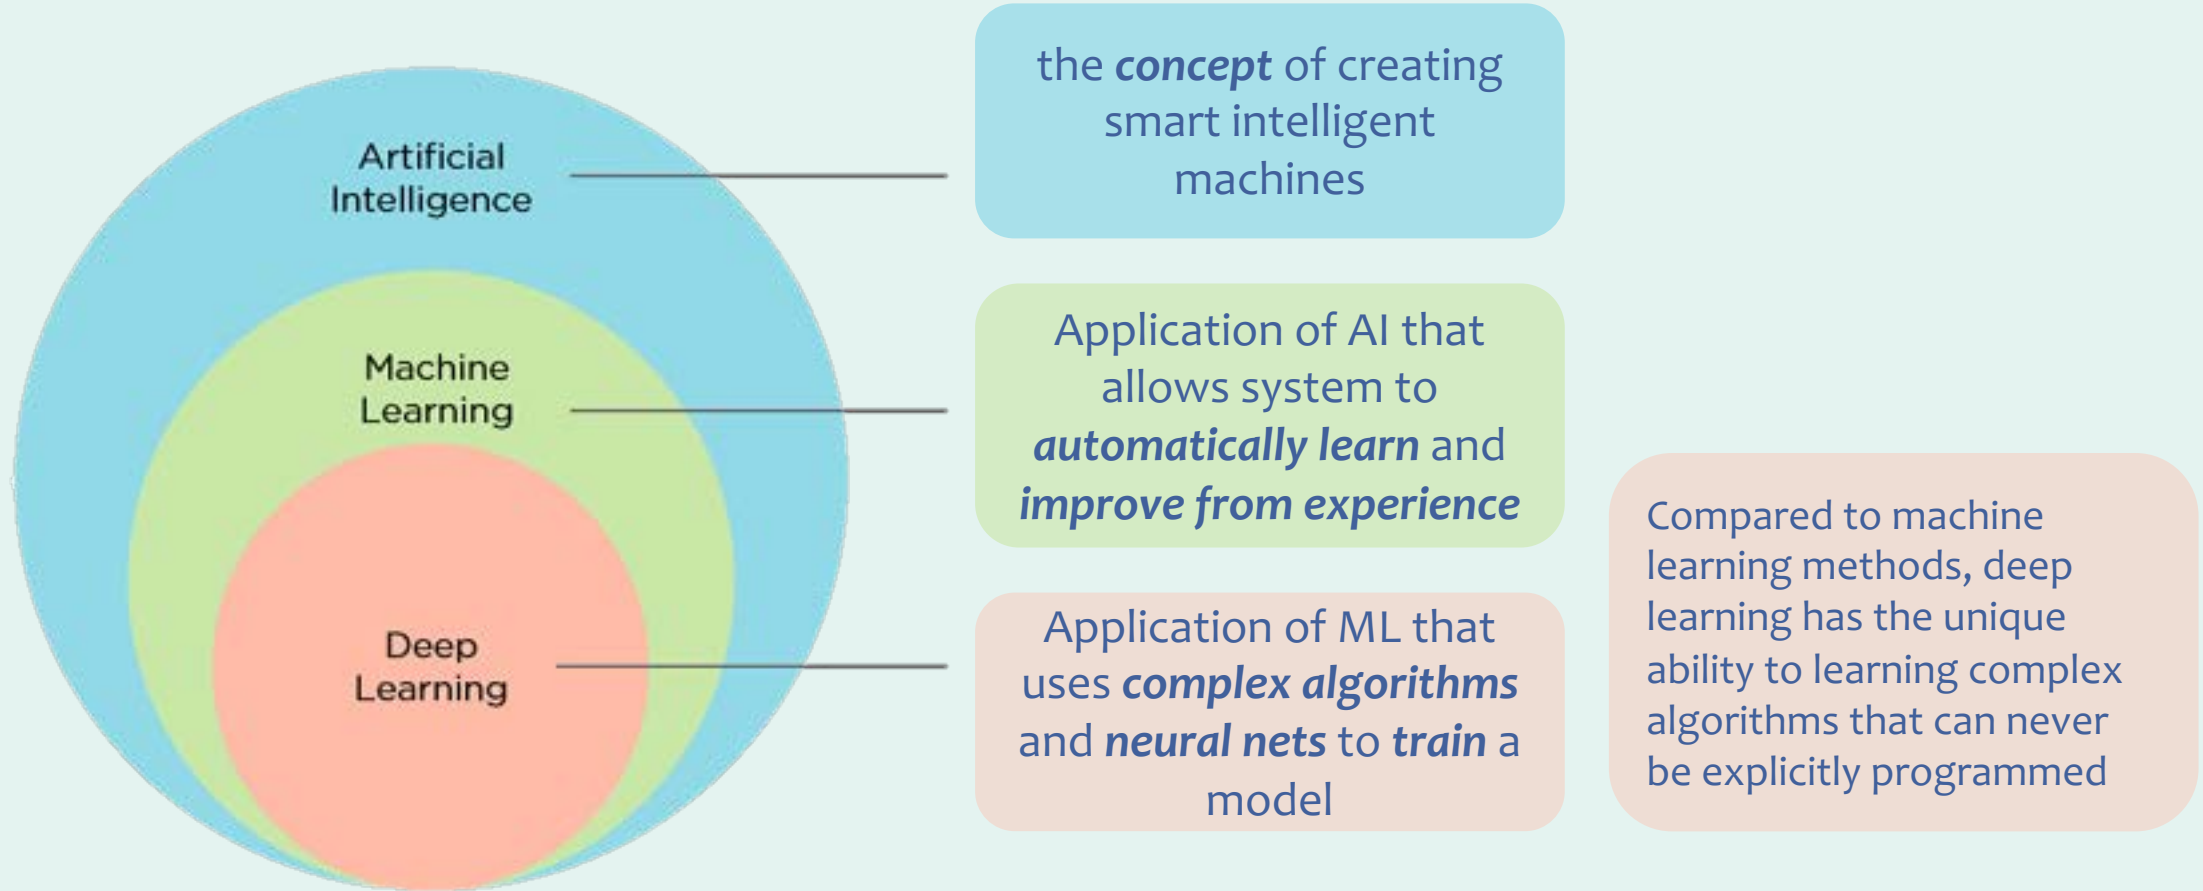 Artificial
Intelligence
the concept of creating
smart intelligent
machines
Machine
Learning
Application of AI that
allows system to
automatically learn and
improve from experience
Deep
Learning
Application of ML that
uses complex algorithms
and neural nets to train a
model
Compared to machine
learning methods, deep
learning has the unique
ability to learning complex
algorithms that can never
be explicitly programmed